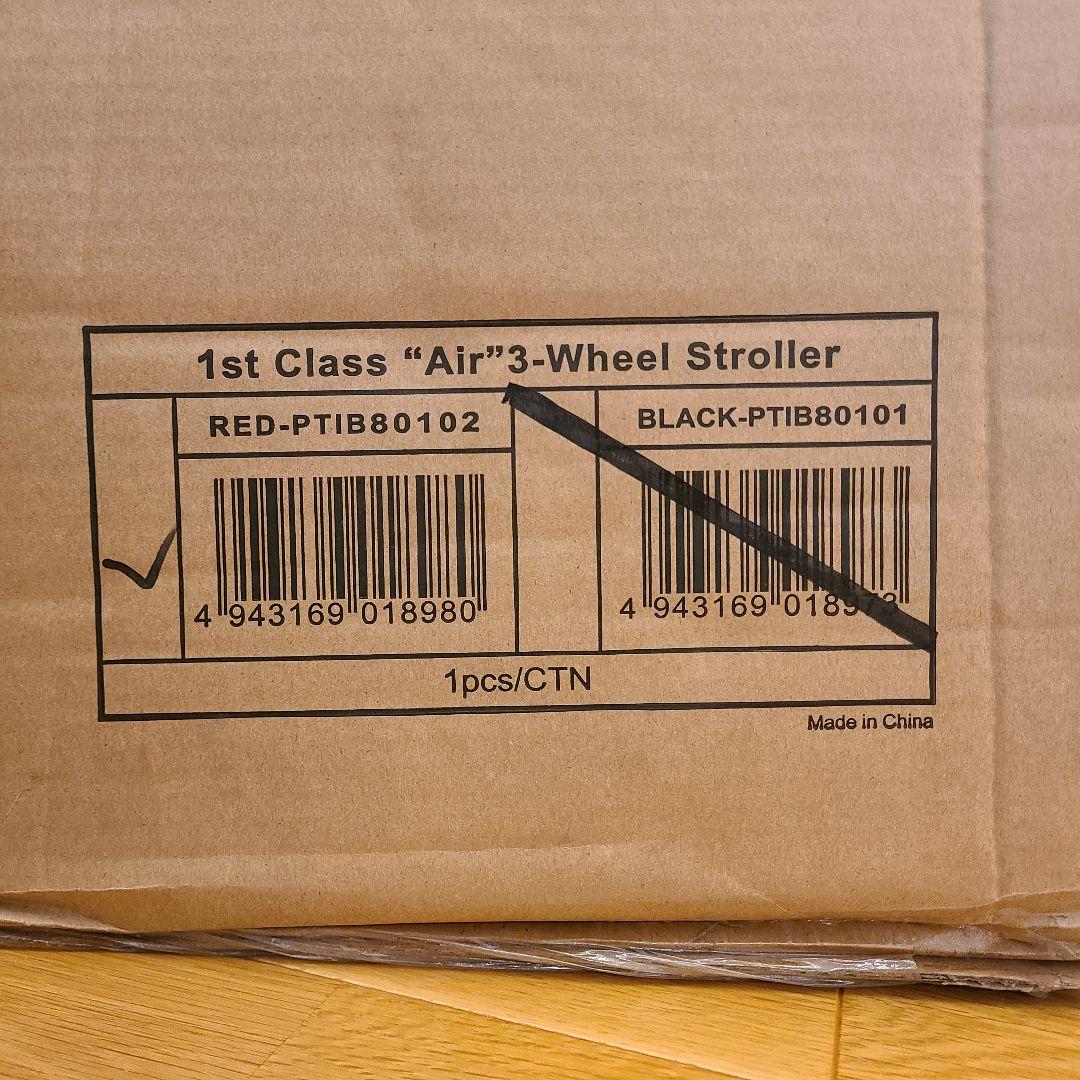 1st Class “Air”3-Wheel Stroller
RED-PTIB80102
BLACK-PTIB80101
4 943169 018980
4 943169 018973
1pcs/CTN
Made in China